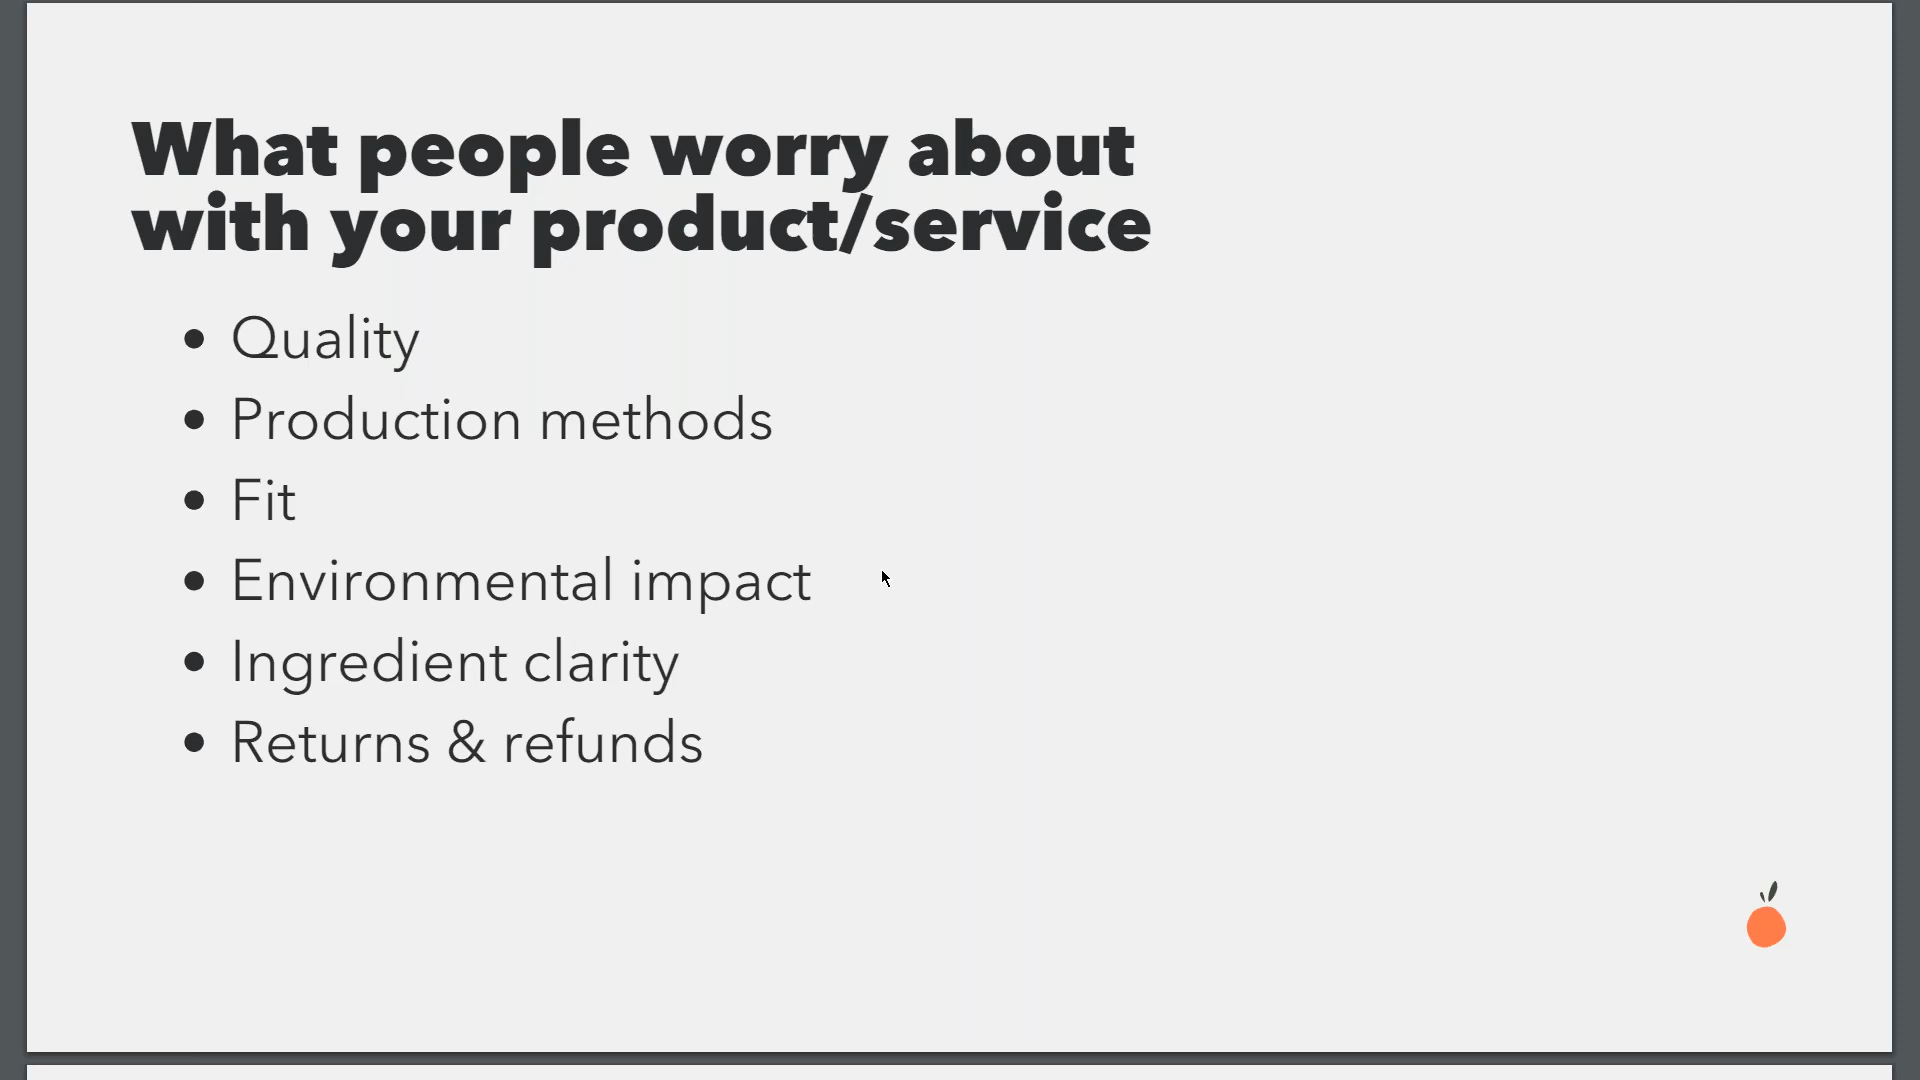 What people worry about
with your product/service
• Quality
• Production methods
• Fit
• Environmental impact
• Ingredient clarity
• Returns & refunds